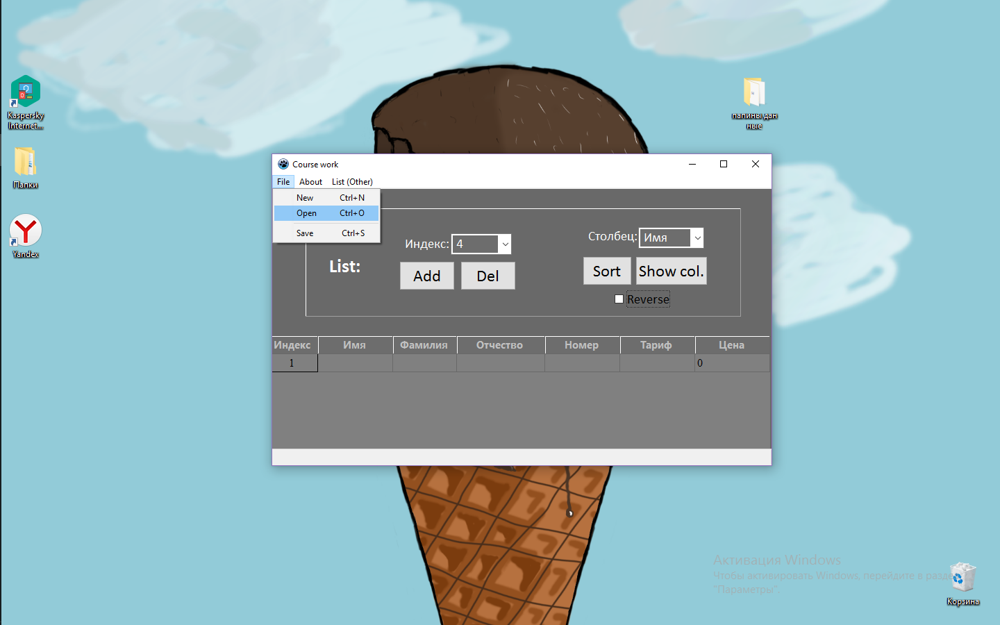 Kaspersky
Internet...
Папки
Yandex
папины дан
ные
Course work
File About List (Other)
New Ctrl+N
Open Ctrl+O
Save Ctrl+S
List:
Индекс: 4
Add Del
Столбец: Имя
Sort Show col.
Reverse
Индекс Имя Фамилия Отчество Номер Тариф Цена
1 0
Активация Windows
Чтобы активировать Windows, перейдите в разде
"Параметры".
Корзина